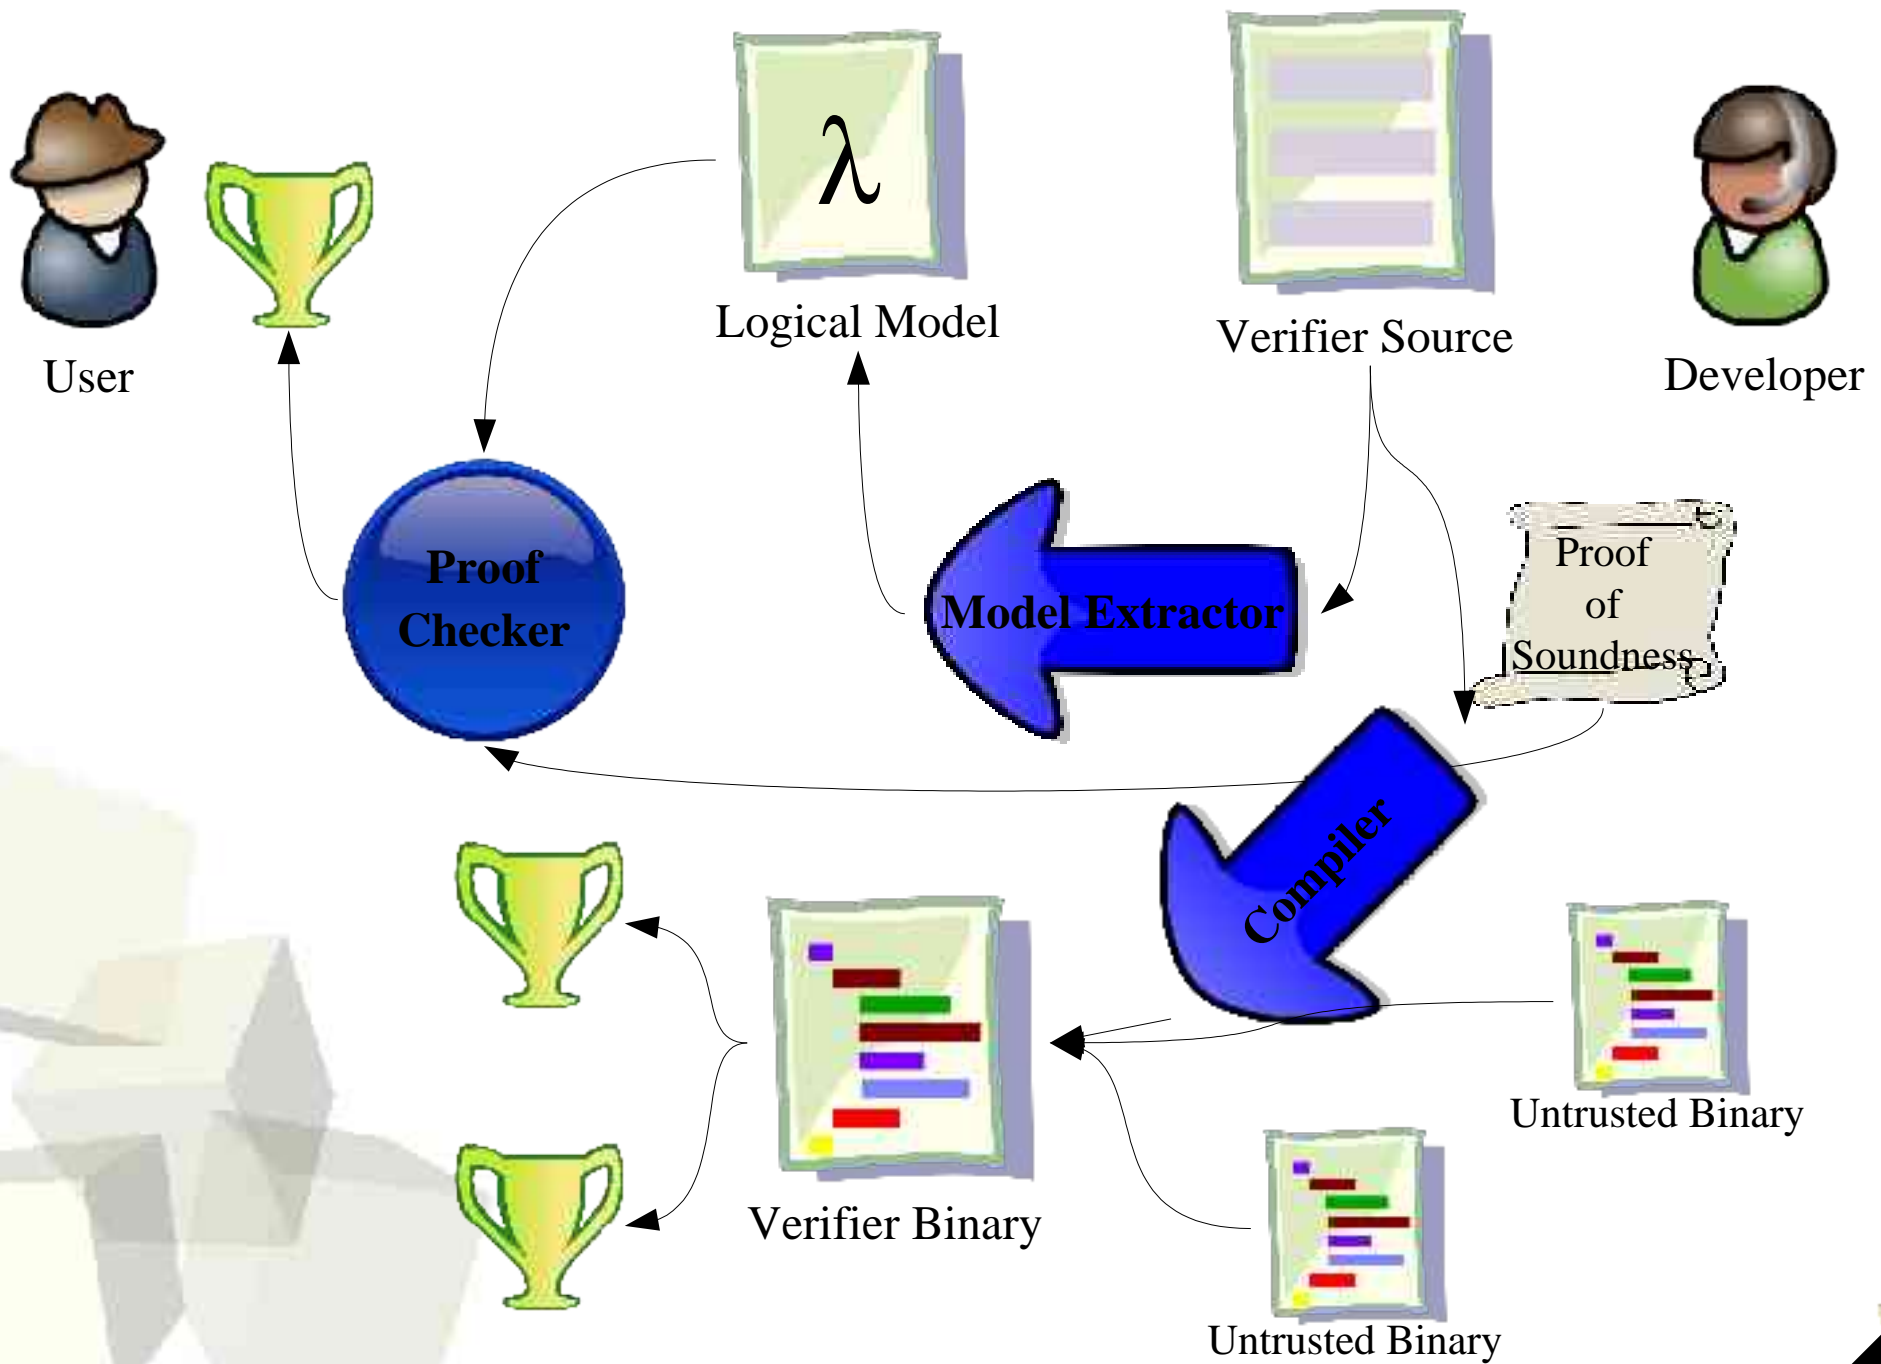 λ
Logical Model
Verifier Source
User
Developer
Proof
Checker
Model Extractor
Proof
of
Soundness
Compiler
Verifier Binary
Untrusted Binary
Untrusted Binary